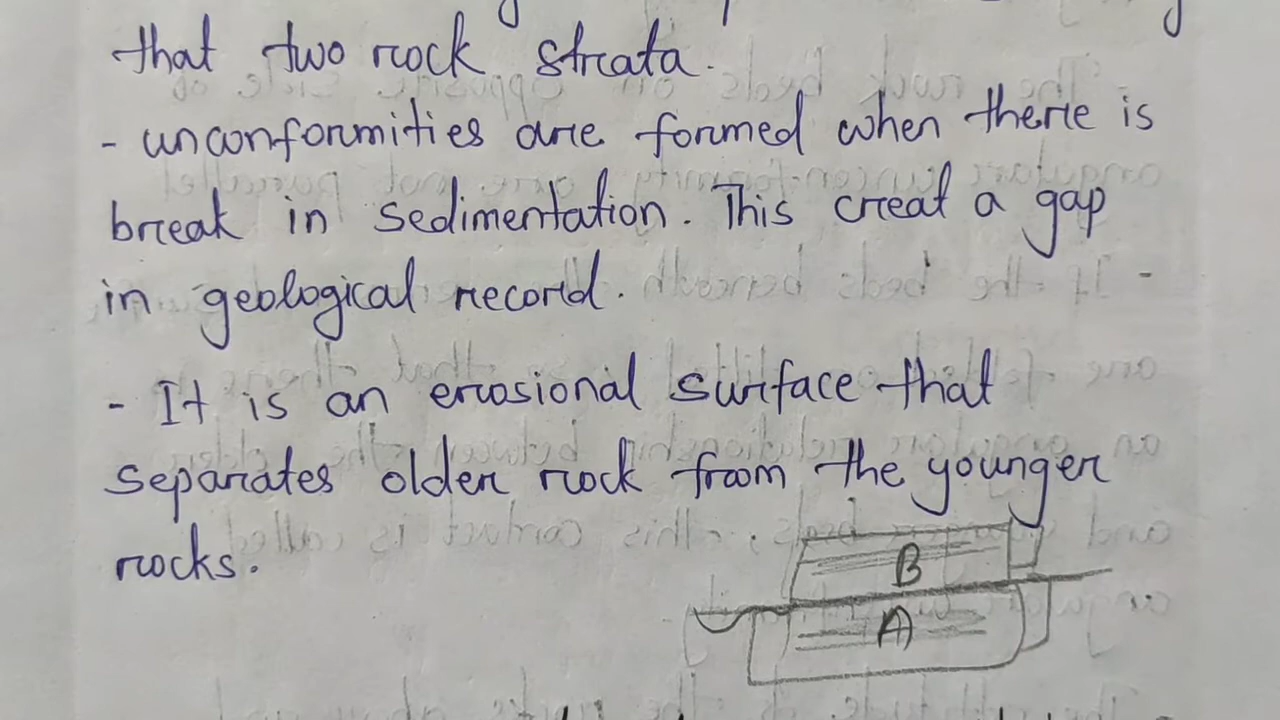 that two rock strata.
- unconformities are formed when there is
break in sedimentation. This creat a gap
in geological record.
- It is an erosional surface that
separates older rock from the younger
rocks.
B
A